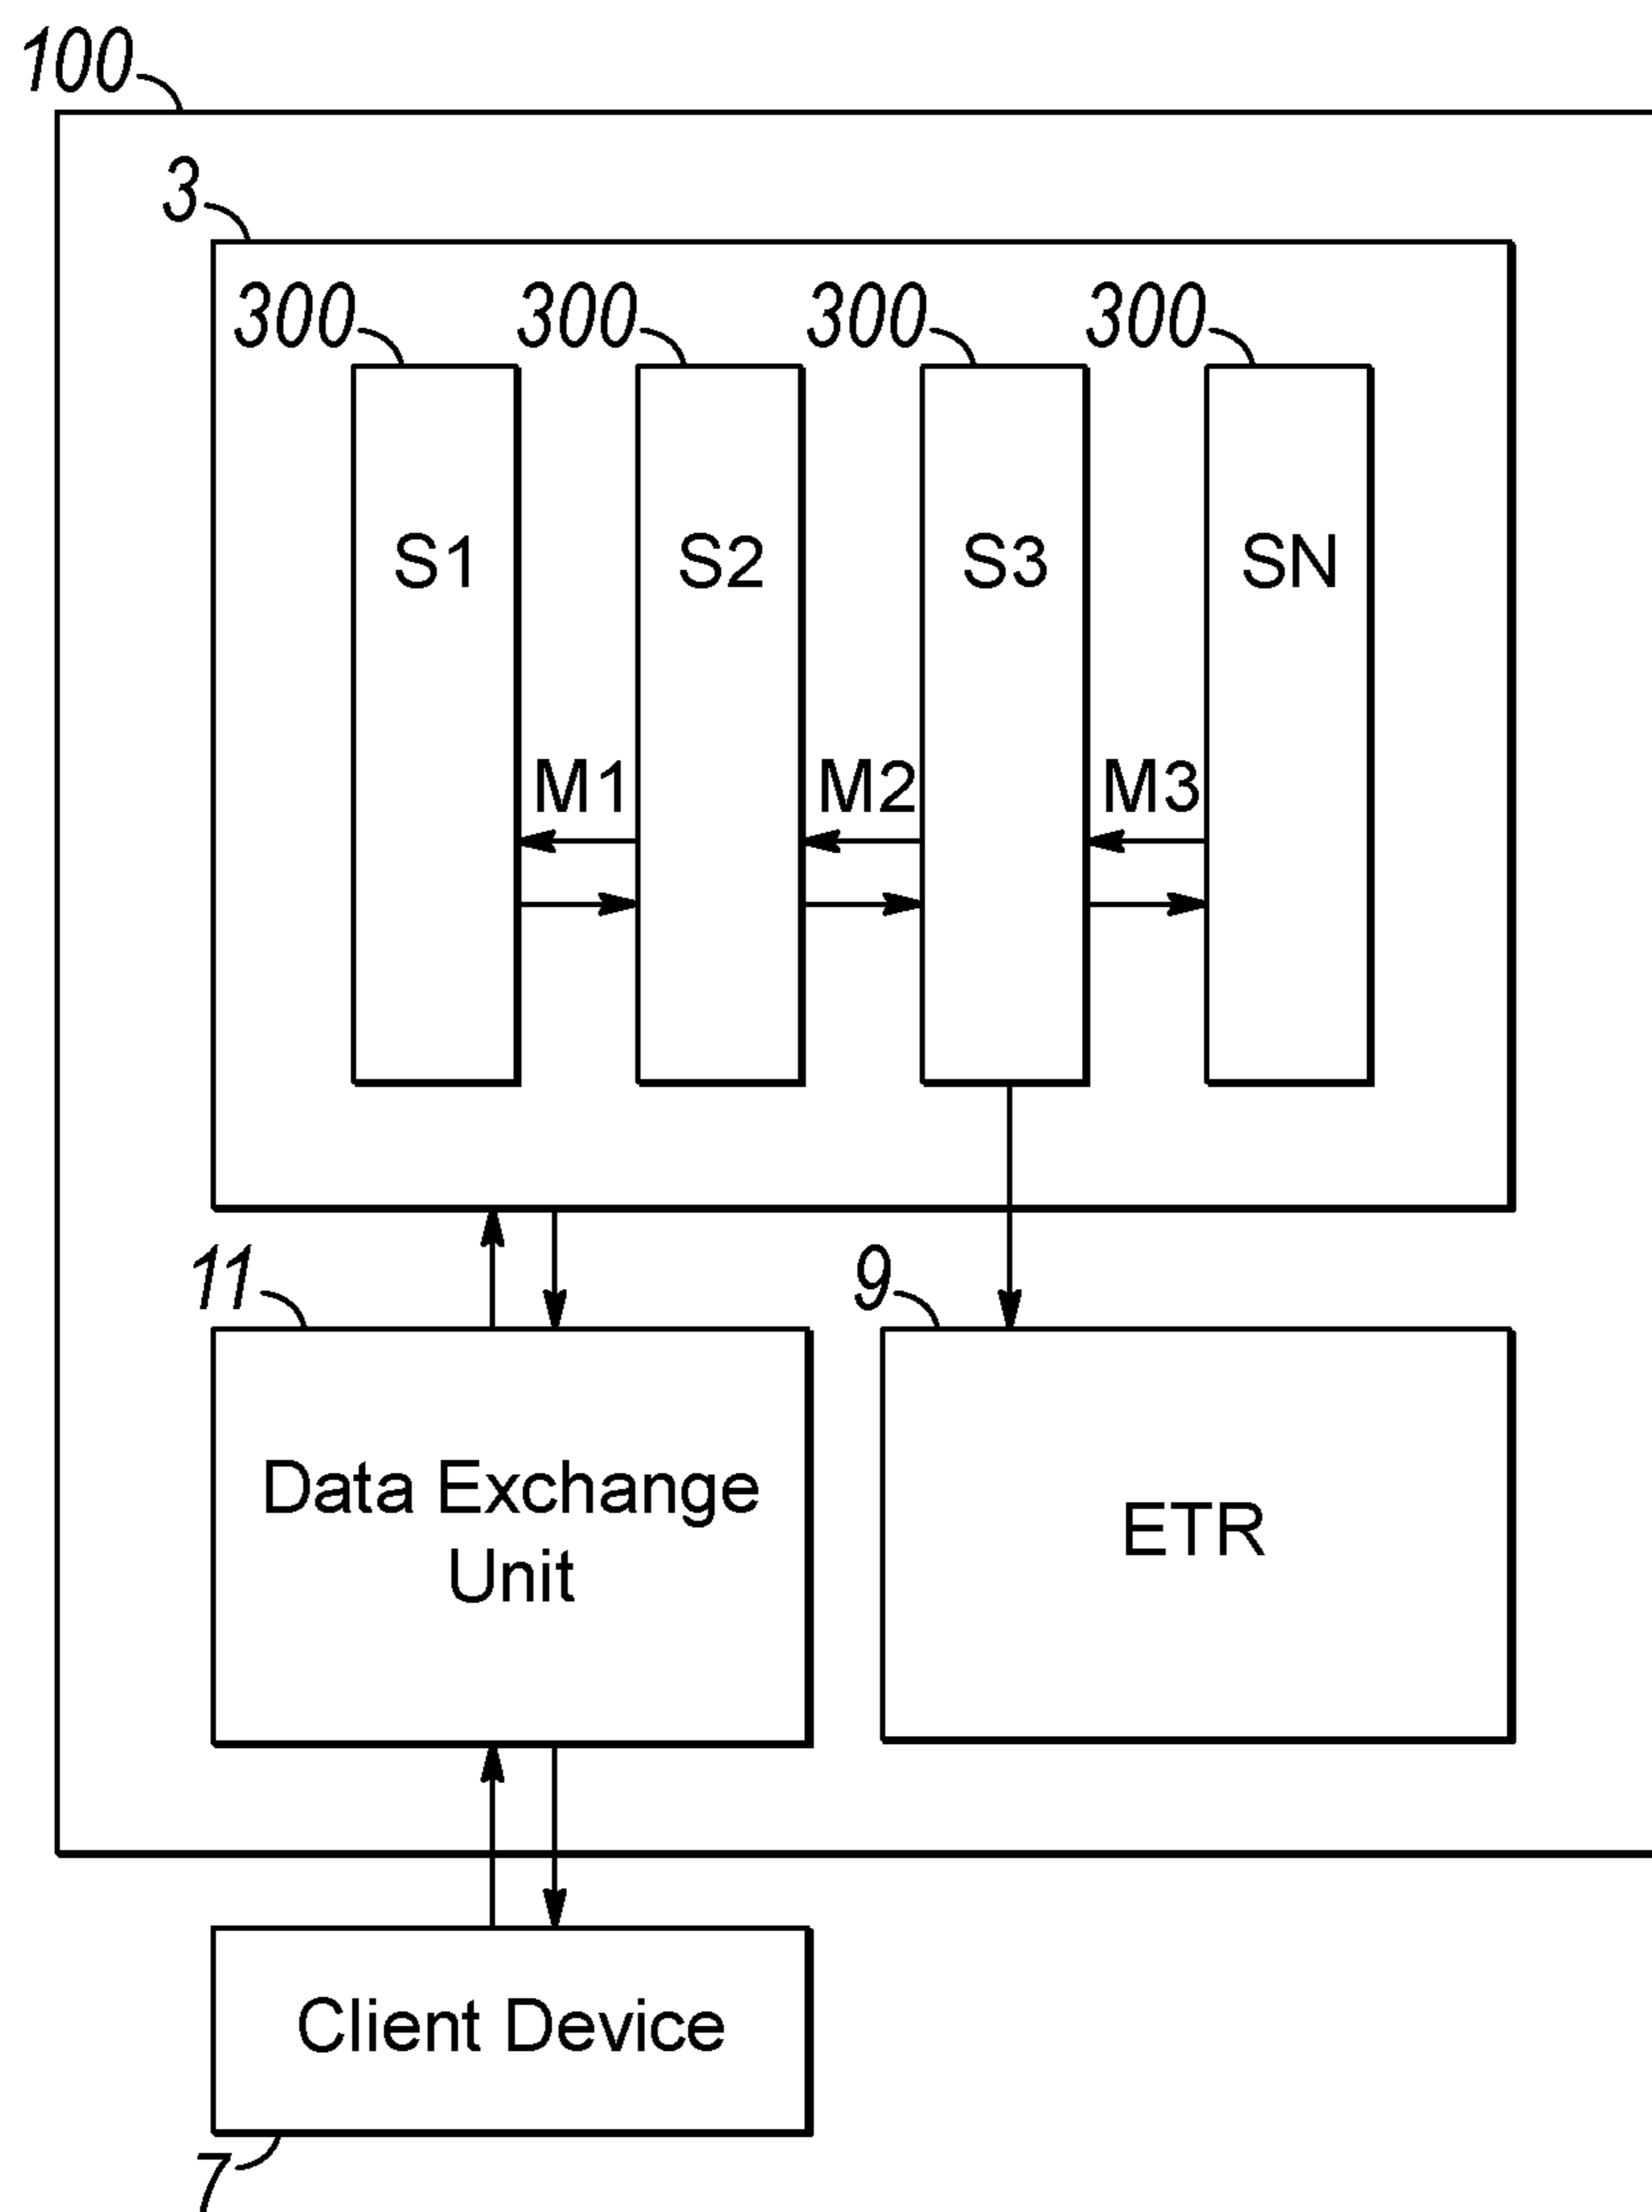 100
3
300 300 300 300
S1 S2 S3 SN
M1 M2 M3
11 9
Data Exchange
Unit
ETR
Client Device
7